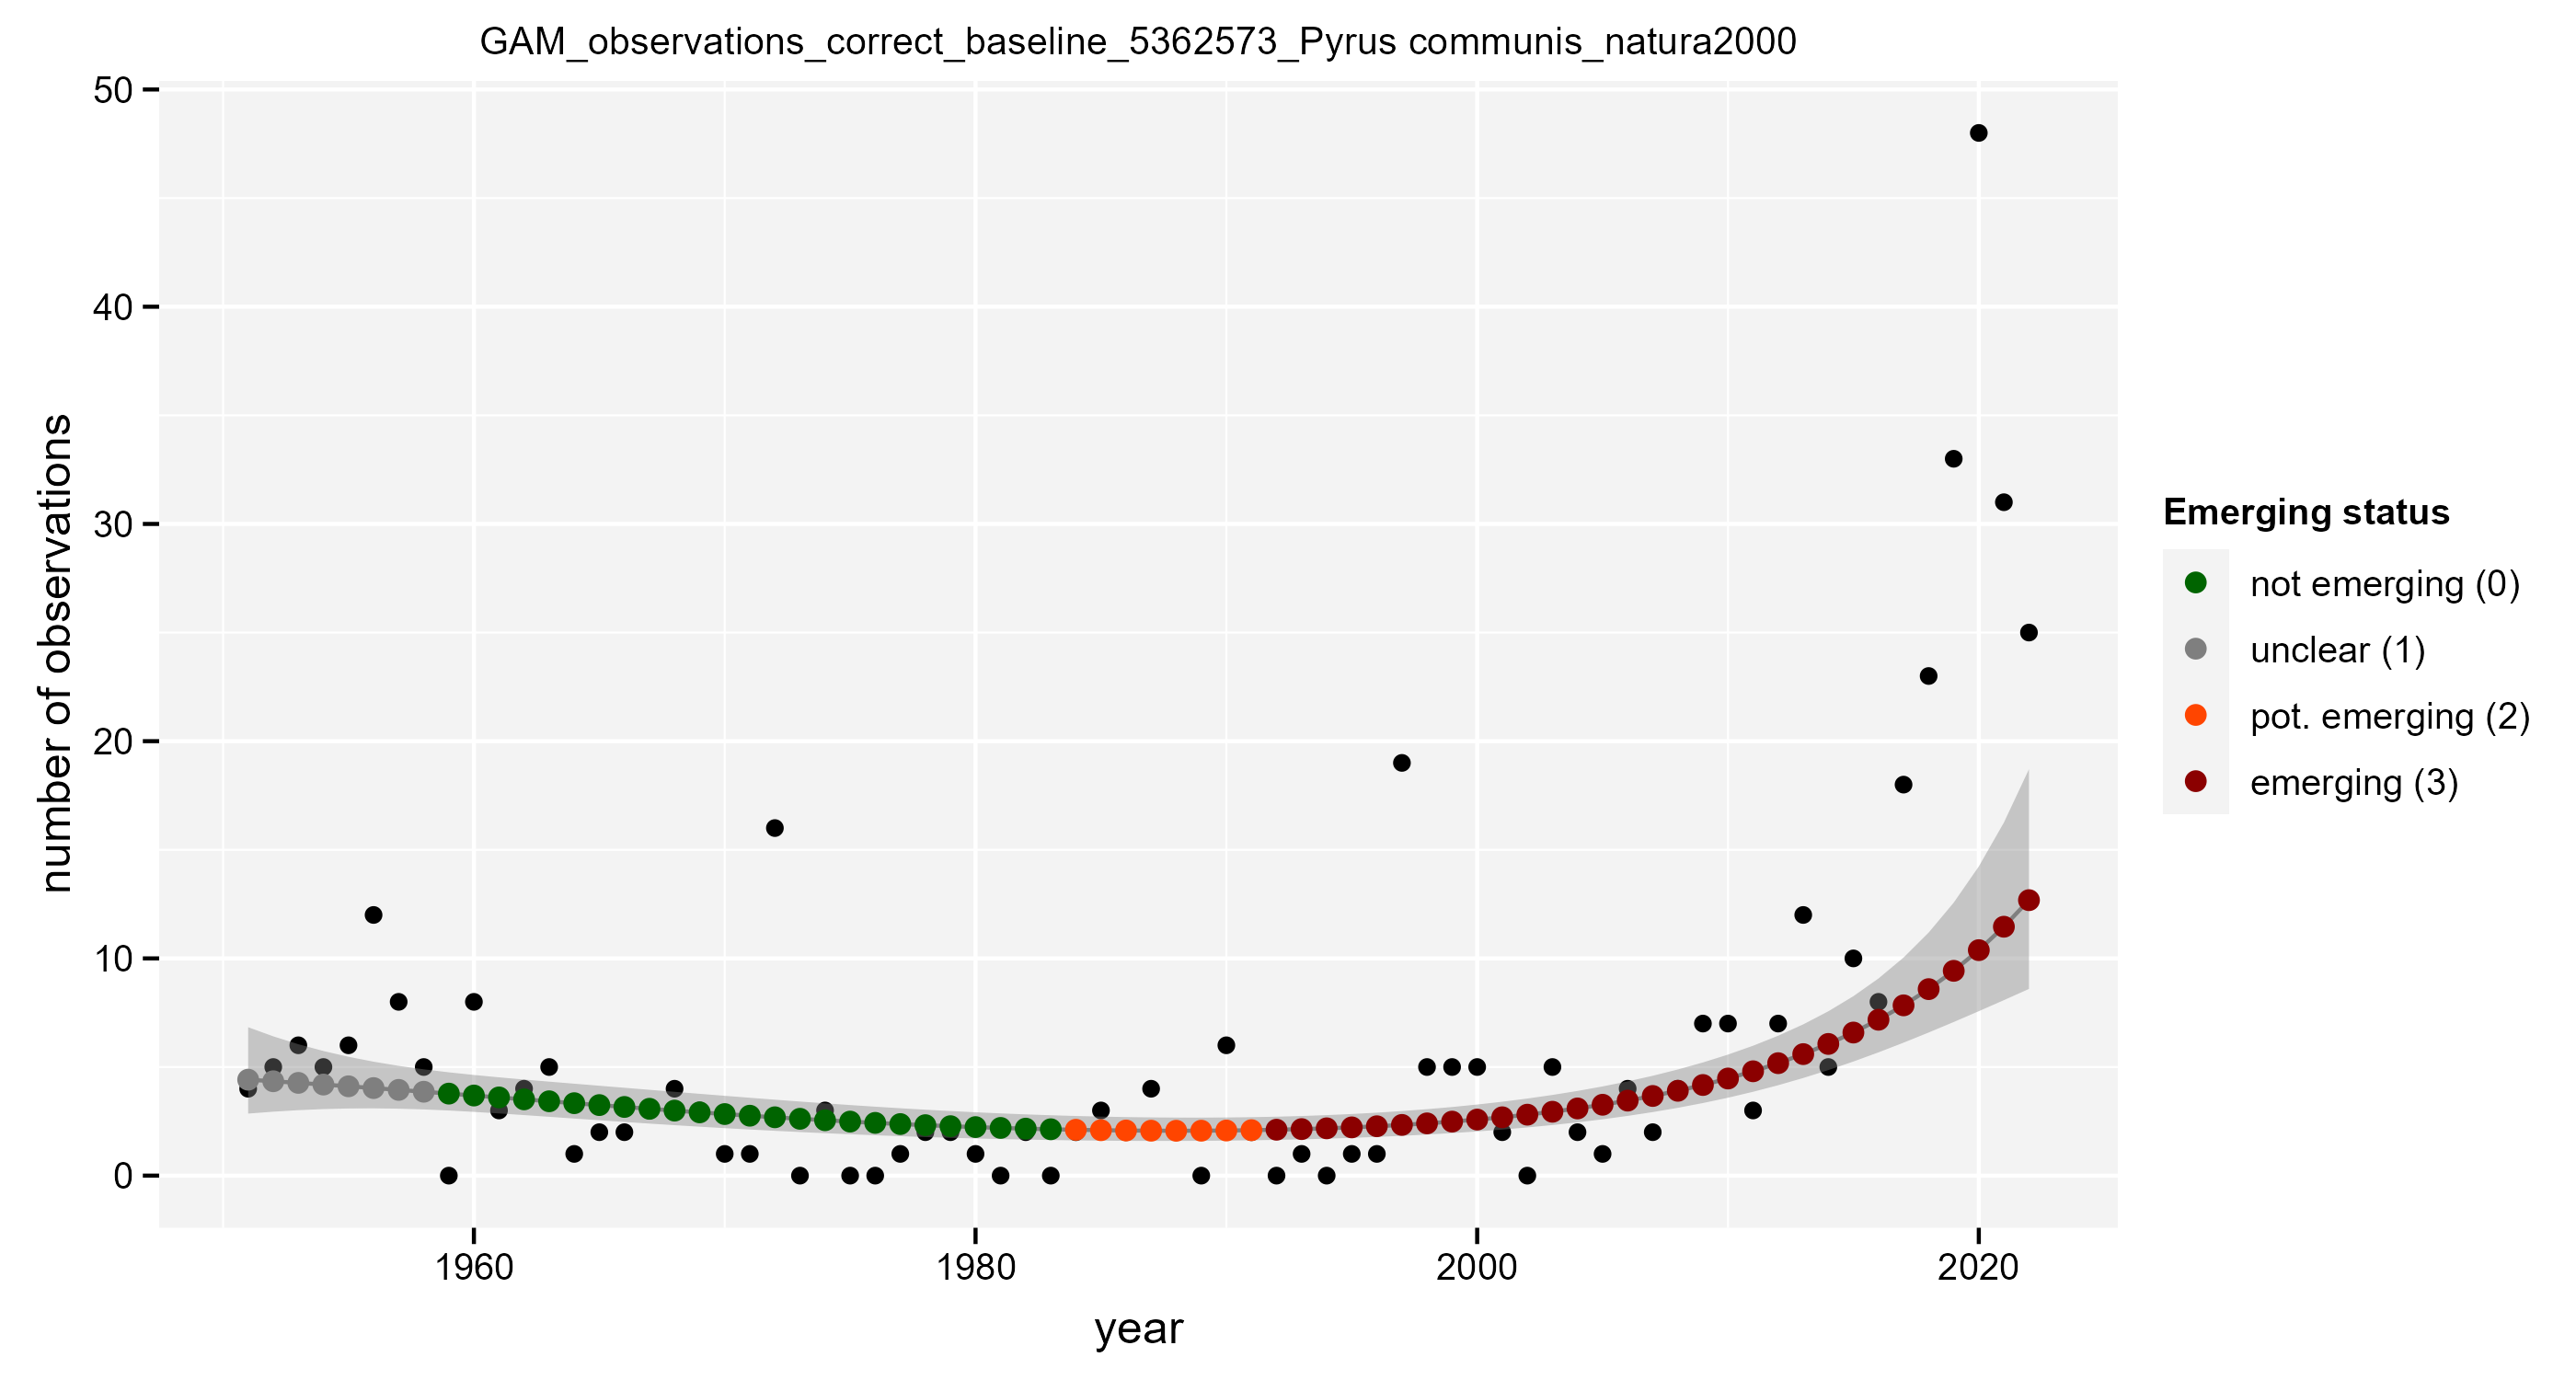 GAM_observations_correct_baseline_5362573_Pyrus communis_natura2000
50
40
30
20
10
0
number of observations
1960
1980
2000
2020
year
Emerging status
not emerging (0)
unclear (1)
pot. emerging (2)
emerging (3)